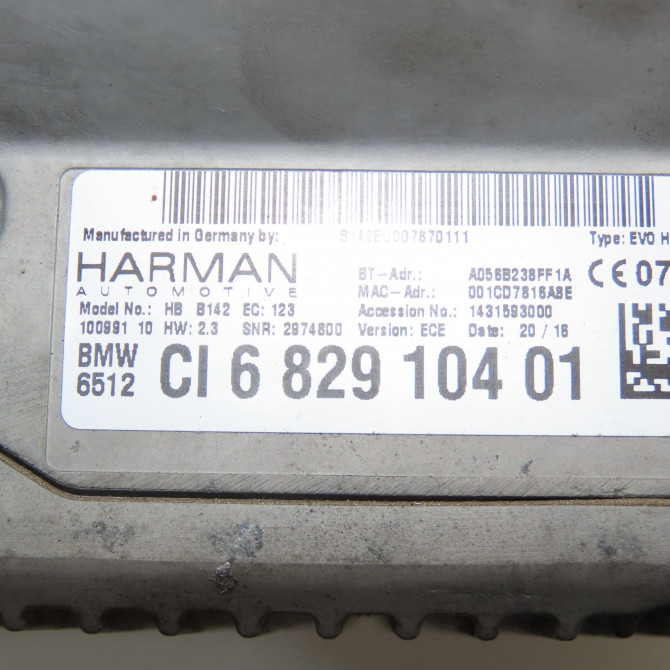 Manufactured in Germany by: B142EU007870111 Type: EVO H
HARMAN
AUTOMOTIVE
BT-Adr.: A056B238FF1A CE 07
MAC-Adr.: 001CD7816A8E
Model No.: HB B142 EC: 123 Accession No.: 1431593000
100991 10 HW: 2.3 SNR: 2974800 Version: ECE Date: 20 / 16
BMW
6512 CI 6 829 104 01